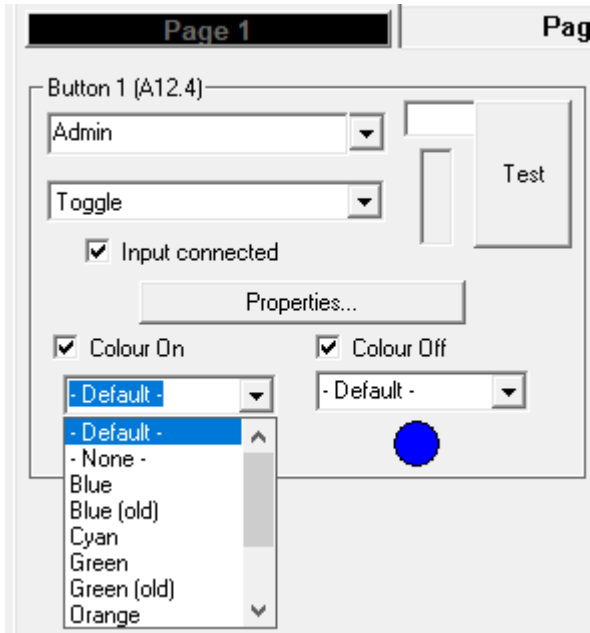 Page 1
Pag
Button 1 (A12.4)
Admin
Test
Toggle
Input connected
Properties...
Colour On
Colour Off
- Default -
- Default -
- Default -
- None -
Blue
Blue (old)
Cyan
Green
Green (old)
Orange